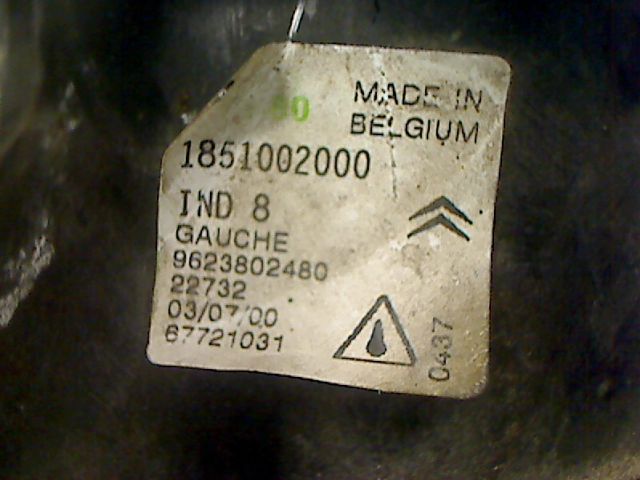 MADE IN
BELGIUM
1851002000
IND 8
GAUCHE
9623802480
22732
03/07/00
67721031
0437